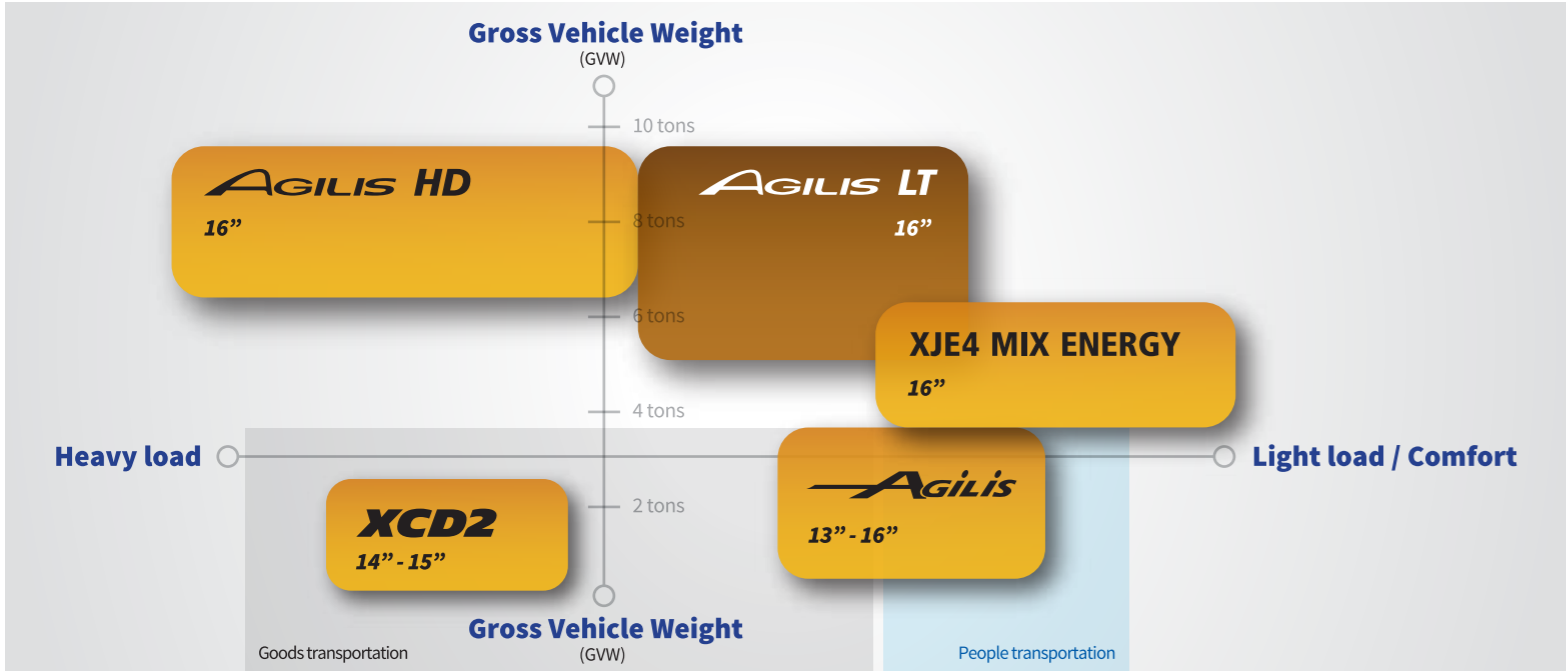 Gross Vehicle Weight
(GVW)
10 tons
AGILIS HD
16”
AGILIS LT
16”
8 tons
6 tons
XJE4 MIX ENERGY
16”
4 tons
Heavy load
Light load / Comfort
AGiLiS
13” - 16”
XCD2
14” - 15”
2 tons
Gross Vehicle Weight
(GVW)
Goods transportation
People transportation